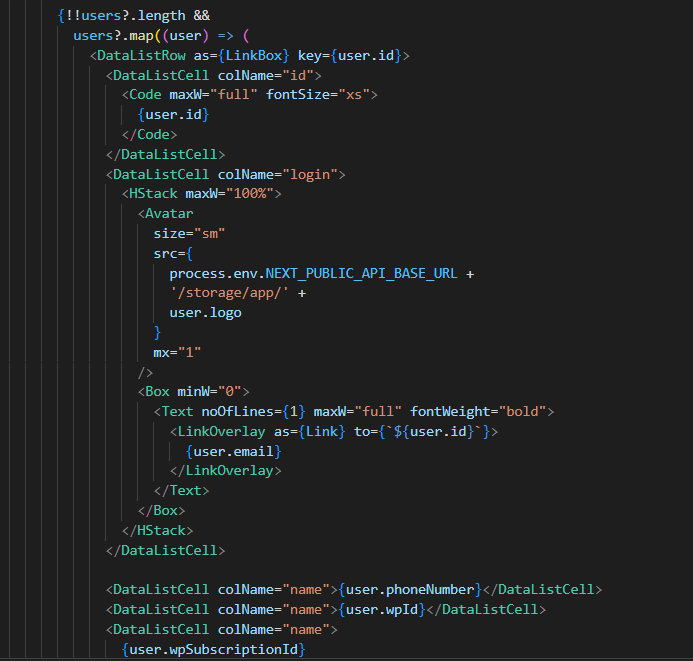 {!!users?.length &&
users?.map((user) => (
<DataListRow as={LinkBox} key={user.id}>
<DataListCell colName="id">
<Code maxW="full" fontSize="xs">
{user.id}
</Code>
</DataListCell>
<DataListCell colName="login">
<HStack maxW="100%">
<Avatar
size="sm"
src={
process.env.NEXT_PUBLIC_API_BASE_URL +
'/storage/app/' +
user.logo
}
mx="1"
/>
<Box minW="0">
<Text noOfLines={1} maxW="full" fontWeight="bold">
<LinkOverlay as={Link} to={`${user.id}`}>
{user.email}
</LinkOverlay>
</Text>
</Box>
</HStack>
</DataListCell>
<DataListCell colName="name">{user.phoneNumber}</DataListCell>
<DataListCell colName="name">{user.wpId}</DataListCell>
<DataListCell colName="name">
{user.wpSubscriptionId}